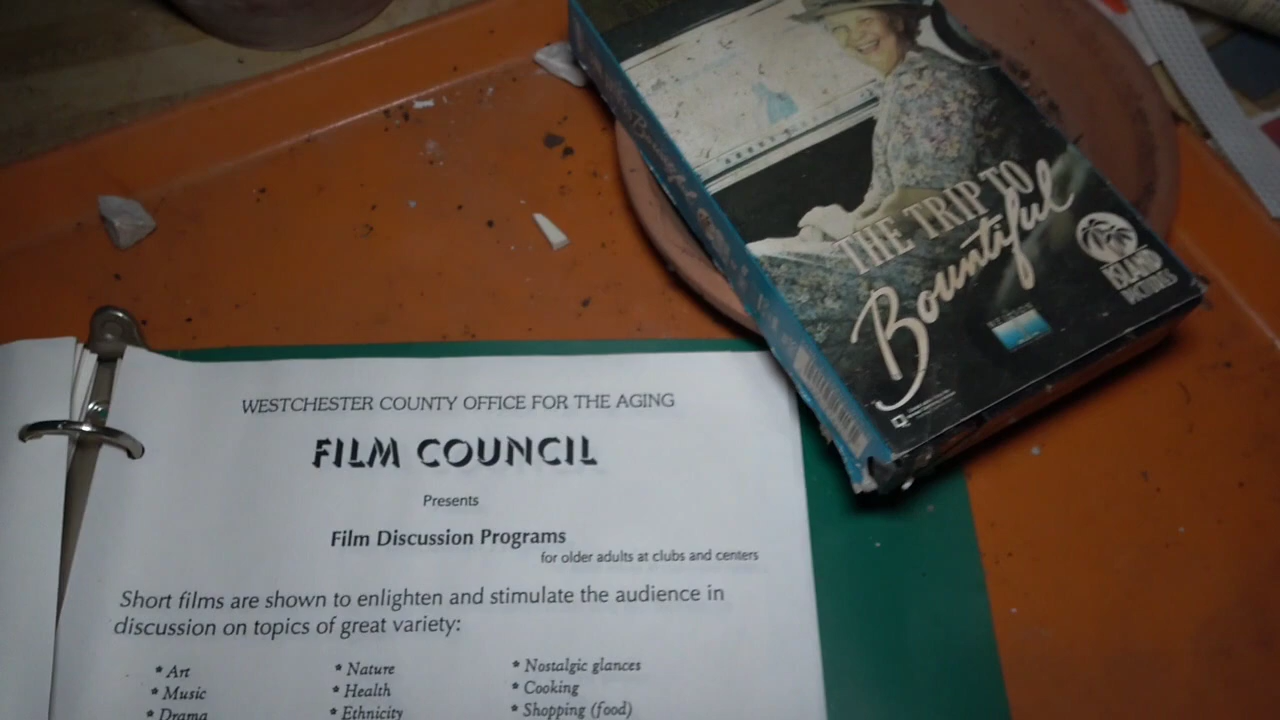 THE TRIP TO
Bountiful
ISLAND
PICTURES
WESTCHESTER COUNTY OFFICE FOR THE AGING
FILM COUNCIL
Presents
Film Discussion Programs
for older adults at clubs and centers
Short films are shown to enlighten and stimulate the audience in
discussion on topics of great variety:
* Art * Nature * Nostalgic glances
* Music * Health * Cooking
* Drama * Ethnicity * Shopping (food)